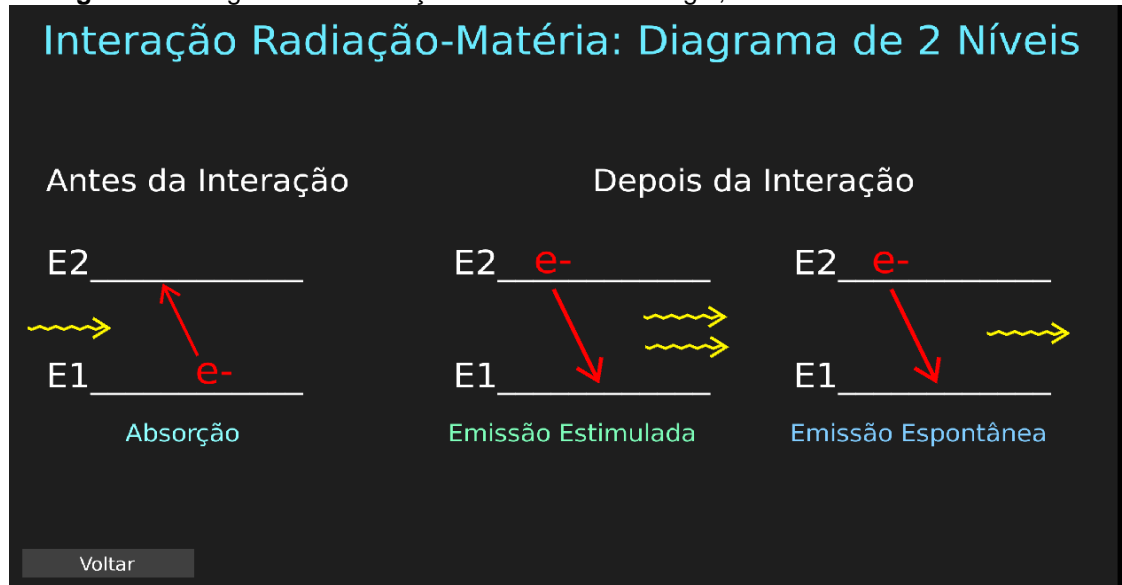 Interação Radiação-Matéria: Diagrama de 2 Níveis
Antes da Interação
Depois da Interação
E2
e-
E1
e-
E2
e-
E1
E2
e-
E1
Absorção
Emissão Estimulada
Emissão Espontânea
Voltar